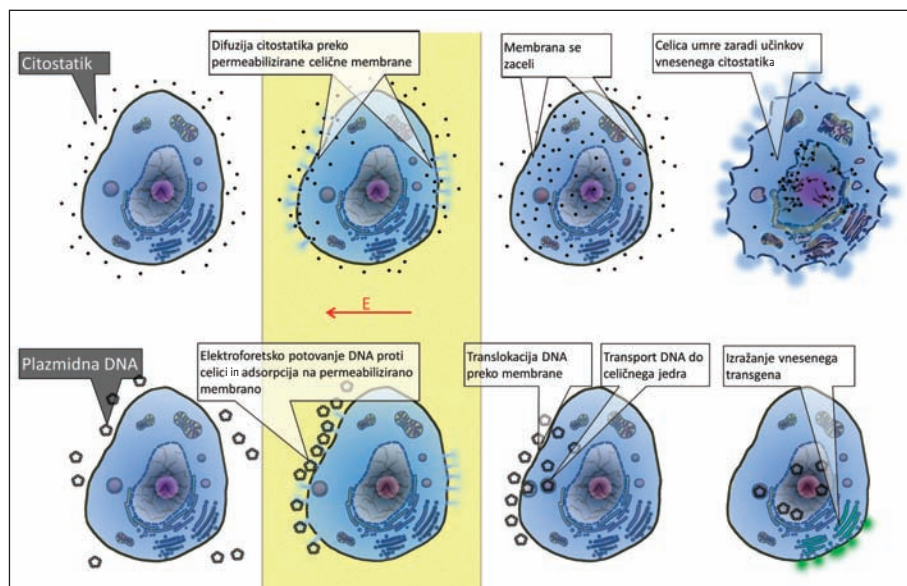 Citostatik
Difuzija citostatika preko
permeabilizirane celične membrane
Membrana se
zaceli
Celica umre zaradi učinkov
vnesenega citostatika
E
Plazmidna DNA
Elektroforetsko potovanje DNA proti
celici in adsorpcija na permeabilizirano
membrano
Translokacija DNA
preko membrane
Transport DNA do
celičnega jedra
Izražanje vnesenega
transgena